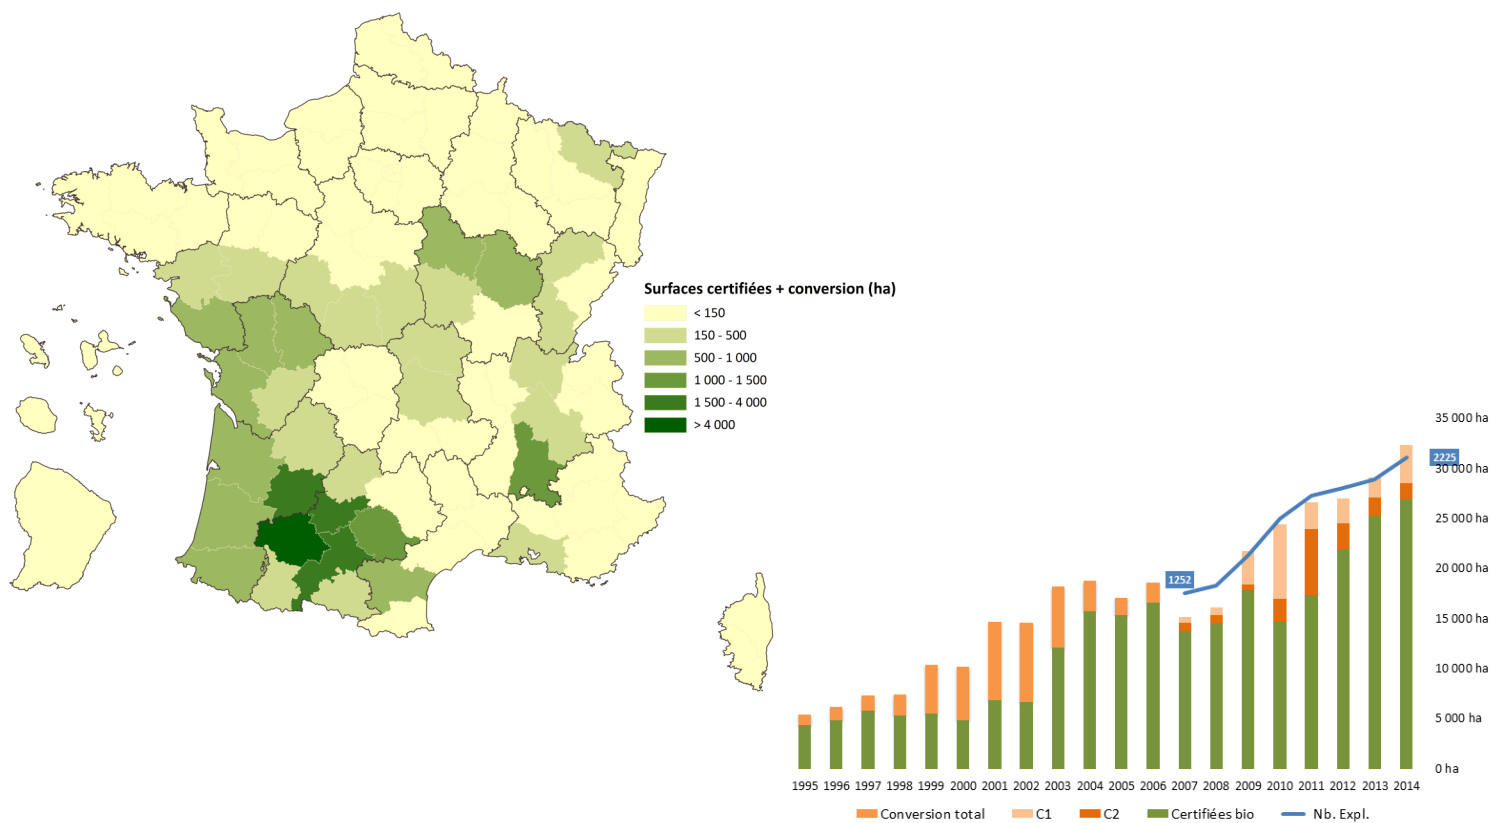 Surfaces certifiées + conversion (ha)
< 150
150 - 500
500 - 1 000
1 000 - 1 500
1 500 - 4 000
> 4 000
35 000 ha
2225
30 000 ha
25 000 ha
1252
20 000 ha
15 000 ha
10 000 ha
5 000 ha
0 ha
1995 1996 1997 1998 1999 2000 2001 2002 2003 2004 2005 2006 2007 2008 2009 2010 2011 2012 2013 2014
Conversion total C1 C2 Certifiées bio Nb. Expl.